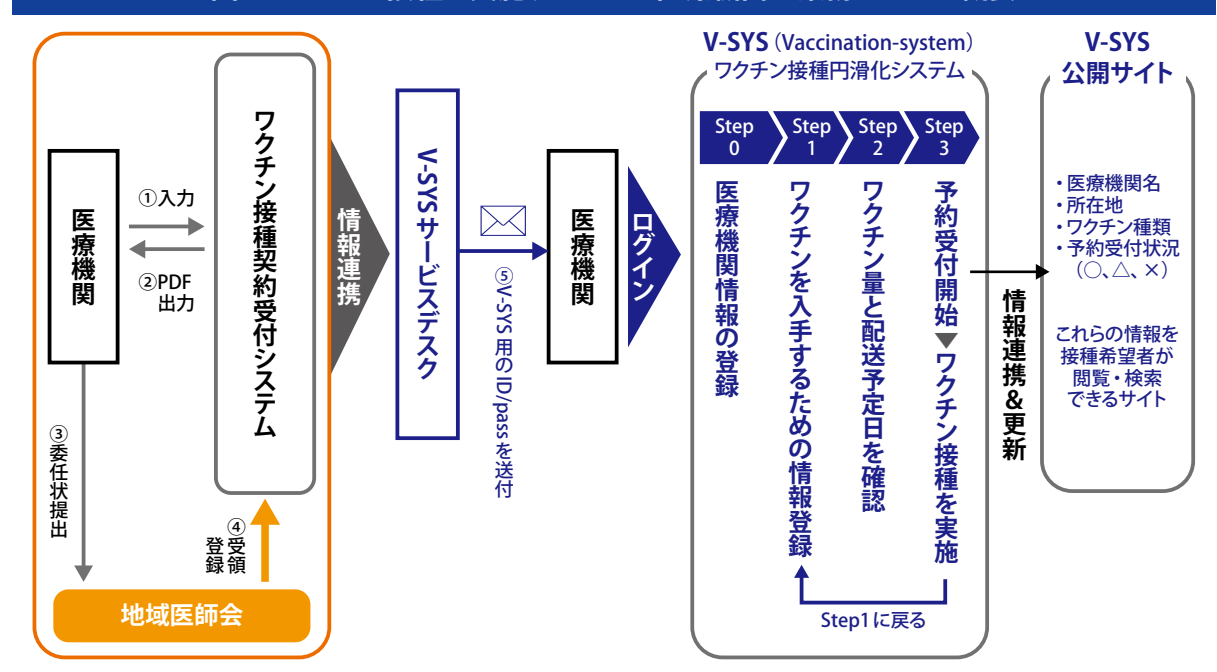 医療機関
①入力
②PDF
出力
ワクチン接種契約受付システム
③委任状提出
④受領
登録
地域医師会
情報連携
V-SYSサービスデスク
⑤V-SYS用のID/passを送付
医療機関
ログイン
V-SYS（Vaccination-system）
ワクチン接種円滑化システム
Step
0
Step
1
Step
2
Step
3
医療機関情報の登録
ワクチンを入手するための情報登録
ワクチン量と配送予定日を確認
予約受付開始▼ワクチン接種を実施
Step1に戻る
情報連携&更新
V-SYS
公開サイト
・医療機関名
・所在地
・ワクチン種類
・予約受付状況
（○、△、×）
これらの情報を
接種希望者が
閲覧・検索
できるサイト